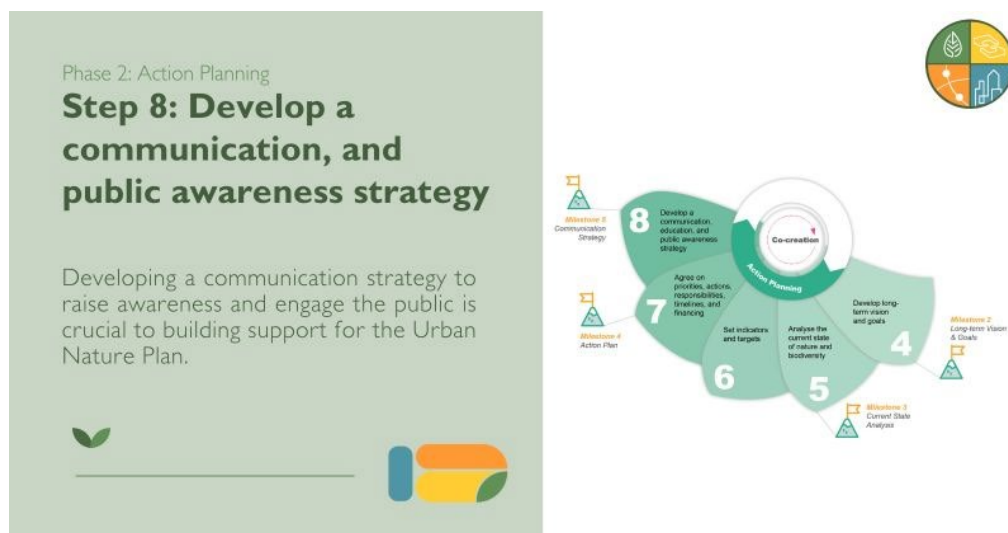 Phase 2: Action Planning
Step 8: Develop a
communication, and
public awareness strategy
Developing a communication strategy to
raise awareness and engage the public is
crucial to building support for the Urban
Nature Plan.
Milestone 5
Communication
Strategy
8
Develop a
communication,
education, and
public awareness
strategy
Co-creation
Action Planning
Milestone 4
Action Plan
7
Agree on
priorities, actions,
responsibilities,
timelines, and
financing
6
Set indicators
and targets
5
Analyse the
current state
of nature and
biodiversity
Milestone 3
Current State
Analysis
4
Develop long-
term vision
and goals
Milestone 2
Long-term Vision
& Goals